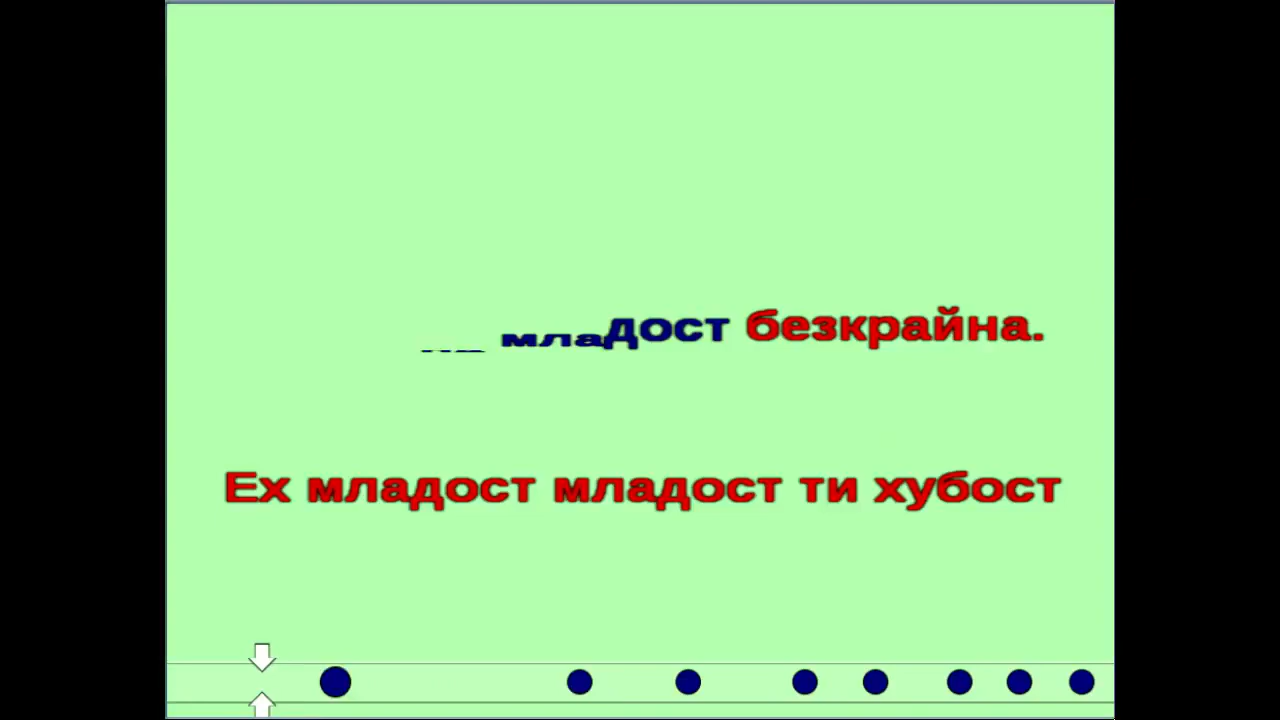 младост безкрайна.
Ех младост младост ти хубост